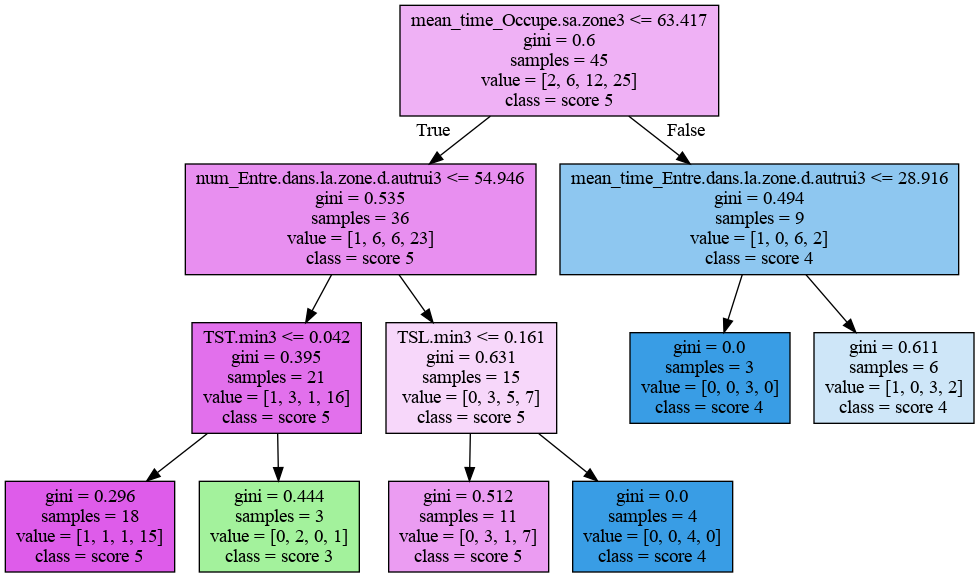 mean_time_Occupe.sa.zone3 <= 63.417
gini = 0.6
samples = 45
value = [2, 6, 12, 25]
class = score 5
True
False
num_Entre.dans.la.zone.d.autrui3 <= 54.946
gini = 0.535
samples = 36
value = [1, 6, 6, 23]
class = score 5
mean_time_Entre.dans.la.zone.d.autrui3 <= 28.916
gini = 0.494
samples = 9
value = [1, 0, 6, 2]
class = score 4
TST.min3 <= 0.042
gini = 0.395
samples = 21
value = [1, 3, 1, 16]
class = score 5
TSL.min3 <= 0.161
gini = 0.631
samples = 15
value = [0, 3, 5, 7]
class = score 5
gini = 0.0
samples = 3
value = [0, 0, 3, 0]
class = score 4
gini = 0.611
samples = 6
value = [1, 0, 3, 2]
class = score 4
gini = 0.296
samples = 18
value = [1, 1, 1, 15]
class = score 5
gini = 0.444
samples = 3
value = [0, 2, 0, 1]
class = score 3
gini = 0.512
samples = 11
value = [0, 3, 1, 7]
class = score 5
gini = 0.0
samples = 4
value = [0, 0, 4, 0]
class = score 4